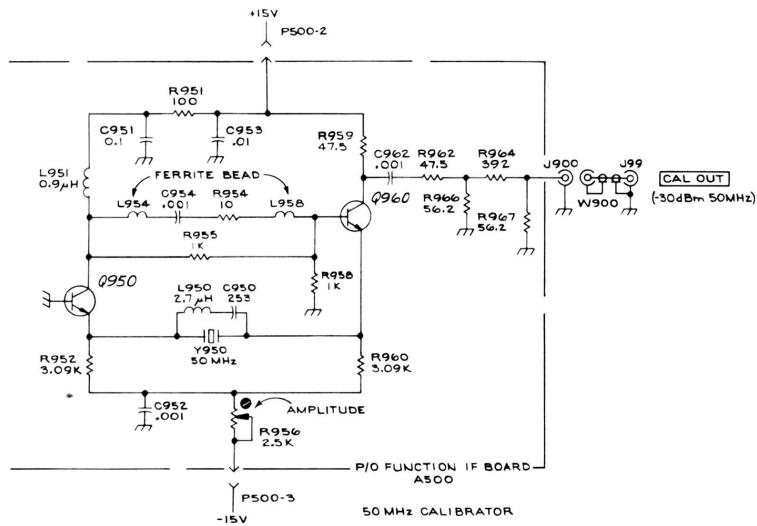 +15V
P500-2
R951
100
C951
0.1
C953
.01
R959
47.5
C962
.001
R962
47.5
R964
392
J900
J99
CAL OUT
(-30dBm 50MHz)
W900
L951
0.9μH
FERRITE BEAD
L954
C954
.001
R954
10
L958
Q960
R966
56.2
R967
56.2
R955
1K
R958
1K
Q950
L950
2.7μH
C950
253
Y950
50 MHz
R952
3.09K
R960
3.09K
C952
.001
AMPLITUDE
R956
2.5K
P/O FUNCTION IF BOARD
A500
P500-3
-15V
50 MHz CALIBRATOR